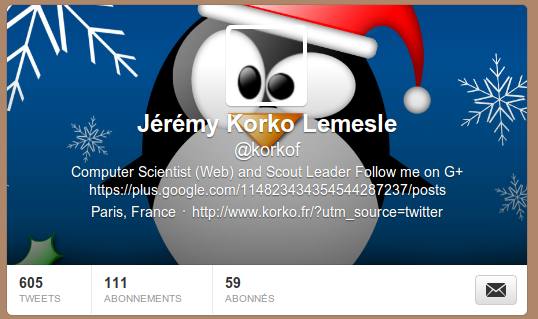 Jérémy Korko Lemesle
@korkof
Computer Scientist (Web) and Scout Leader Follow me on G+
https://plus.google.com/114823434354544287237/posts
Paris, France · http://www.korko.fr/?utm_source=twitter
605 111 59
TWEETS ABONNEMENTS ABONNÉS